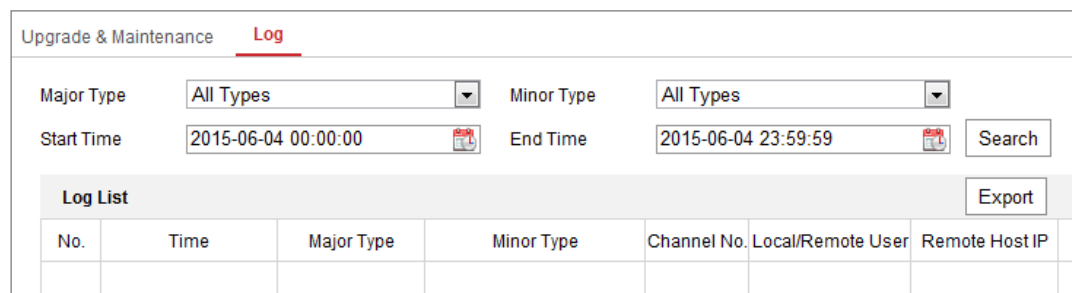 Upgrade & Maintenance Log
Major Type All Types Minor Type All Types
Start Time 2015-06-04 00:00:00 End Time 2015-06-04 23:59:59 Search
Log List Export
No. Time Major Type Minor Type Channel No. Local/Remote User Remote Host IP